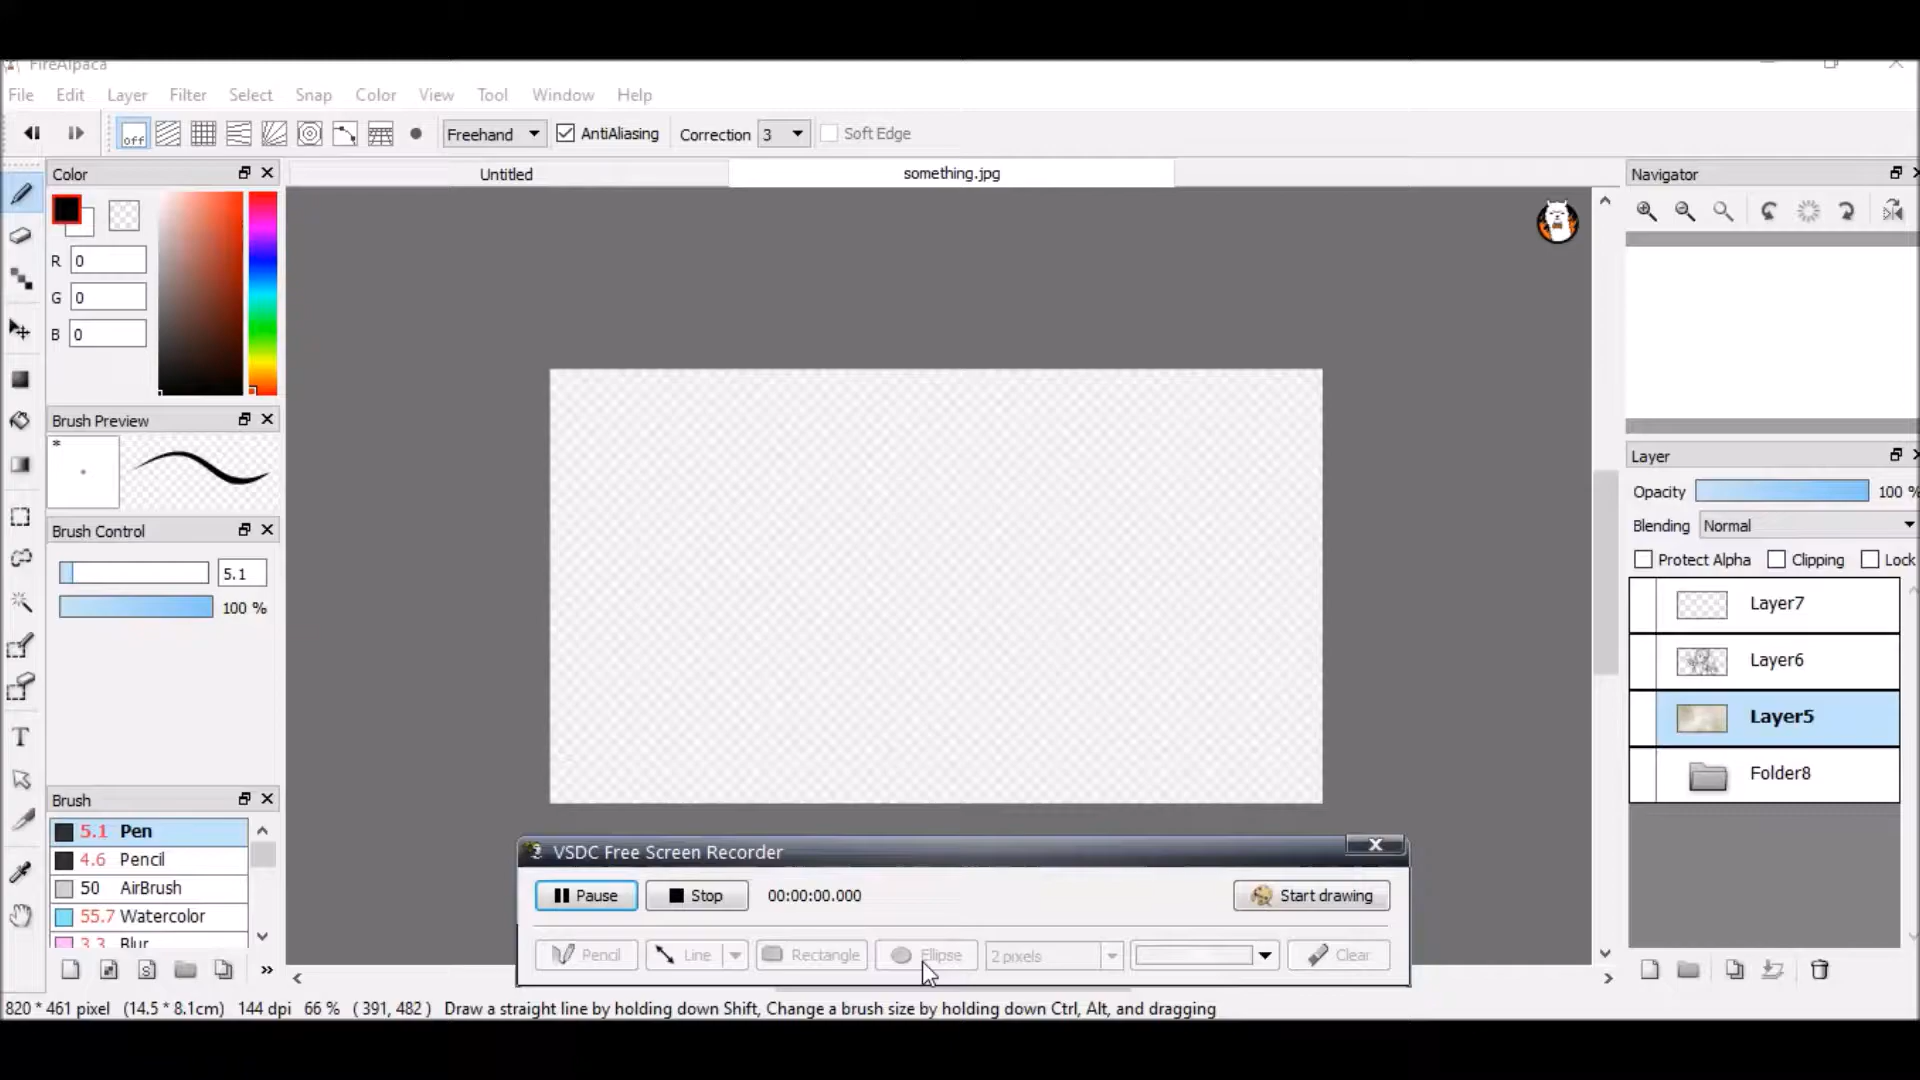 FireAlpaca
File Edit Layer Filter Select Snap Color View Tool Window Help
off Freehand AntiAliasing Correction 3 Soft Edge
Color
Untitled
something.jpg
Navigator
R 0
G 0
B 0
Brush Preview
*
Brush Control
5.1
100 %
Layer
Opacity 100 %
Blending Normal
Protect Alpha Clipping Lock
Layer7
Layer6
Layer5
Folder8
T
Brush
5.1 Pen
4.6 Pencil
50 AirBrush
55.7 Watercolor
3.3 Blur
VSDC Free Screen Recorder
Pause Stop 00:00:00.000 Start drawing
Pencil Line Rectangle Ellipse 2 pixels Clear
820 * 461 pixel (14.5 * 8.1cm) 144 dpi 66 % ( 391, 482 ) Draw a straight line by holding down Shift, Change a brush size by holding down Ctrl, Alt, and dragging